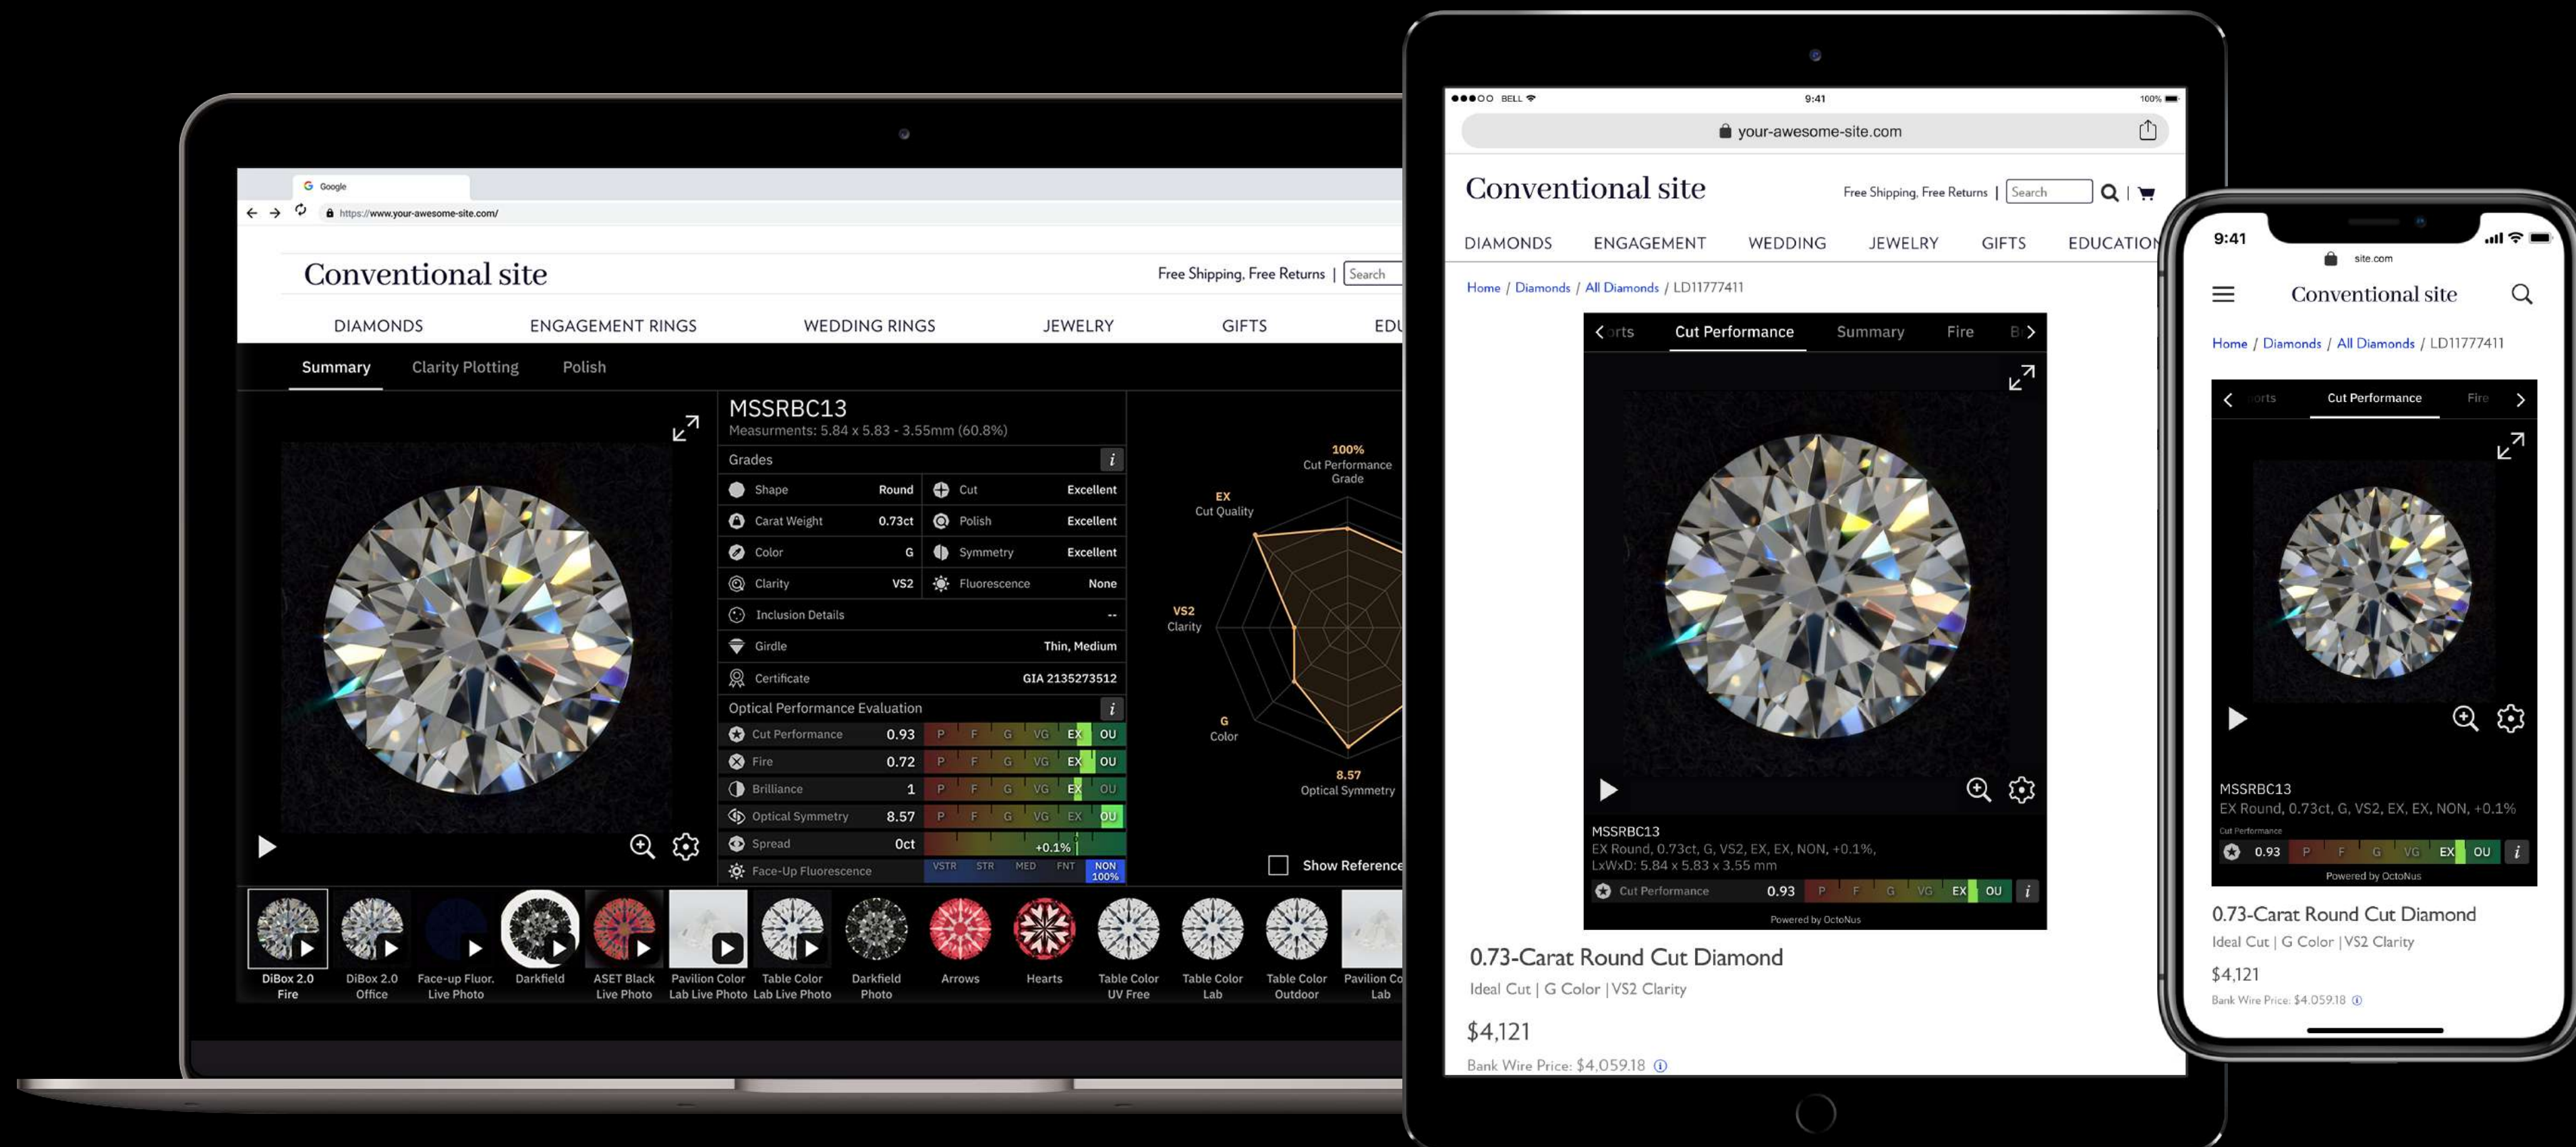 Google
https://www.your-awesome-site.com/
Conventional site
Free Shipping, Free Returns | Search
DIAMONDS ENGAGEMENT RINGS WEDDING RINGS JEWELRY GIFTS
Summary Clarity Plotting Polish
MSSRBC13
Measurments: 5.84 x 5.83 - 3.55mm (60.8%)
Grades i
Shape Round Cut Excellent
Carat Weight 0.73ct Polish Excellent
Color G Symmetry Excellent
Clarity VS2 Fluorescence None
Inclusion Details --
Girdle Thin, Medium
Certificate GIA 2135273512
Optical Performance Evaluation i
Cut Performance 0.93 P F G VG EX OU
Fire 0.72 P F G VG EX OU
Brilliance 1 P F G VG EX OU
Optical Symmetry 8.57 P F G VG EX OU
Spread 0ct +0.1%
Face-Up Fluorescence VSTR STR MED FNT NON
100%
100%
Cut Performance
Grade
EX
Cut Quality
VS2
Clarity
G
Color
8.57
Optical Symmetry
Show Reference
DiBox 2.0 DiBox 2.0 Face-up Fluor. Darkfield ASET Black Pavilion Color Table Color Darkfield Arrows Hearts Table Color Table Color Table Color Pavilion Co
Fire Office Live Photo Live Photo Lab Live Photo Lab Live Photo Photo UV Free Lab Outdoor Lab
BELL 9:41 100%
your-awesome-site.com
Conventional site
Free Shipping, Free Returns | Search |
DIAMONDS ENGAGEMENT WEDDING JEWELRY GIFTS EDUCATION
Home / Diamonds / All Diamonds / LD11777411
orts Cut Performance Summary Fire
MSSRBC13
EX Round, 0.73ct, G, VS2, EX, EX, NON, +0.1%,
LxWxD: 5.84 x 5.83 x 3.55 mm
Cut Performance 0.93 P F G VG EX OU i
Powered by OctoNus
0.73-Carat Round Cut Diamond
Ideal Cut | G Color | VS2 Clarity
$4,121
Bank Wire Price: $4,059.18
9:41
site.com
Conventional site
Home / Diamonds / All Diamonds / LD11777411
orts Cut Performance Fire
MSSRBC13
EX Round, 0.73ct, G, VS2, EX, EX, NON, +0.1%
Cut Performance
0.93 P F G VG EX OU i
Powered by OctoNus
0.73-Carat Round Cut Diamond
Ideal Cut | G Color | VS2 Clarity
$4,121
Bank Wire Price: $4,059.18